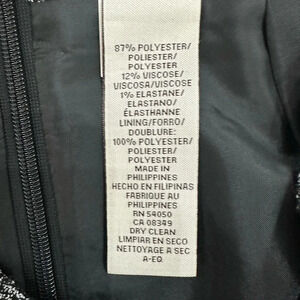 87% POLYESTER/
POLIESTER/
POLYESTER
12% VISCOSE/
VISCOSA/VISCOSE
1% ELASTANE/
ELASTANO/
ÉLASTHANNE
LINING/FORRO/
DOUBLURE:
100% POLYESTER/
POLIESTER/
POLYESTER
MADE IN
PHILIPPINES
HECHO EN FILIPINAS
FABRIQUE AU
PHILIPPINES
RN 54050
CA 08349
DRY CLEAN
LIMPIAR EN SECO
NETTOYAGE A SEC
A-EQ.